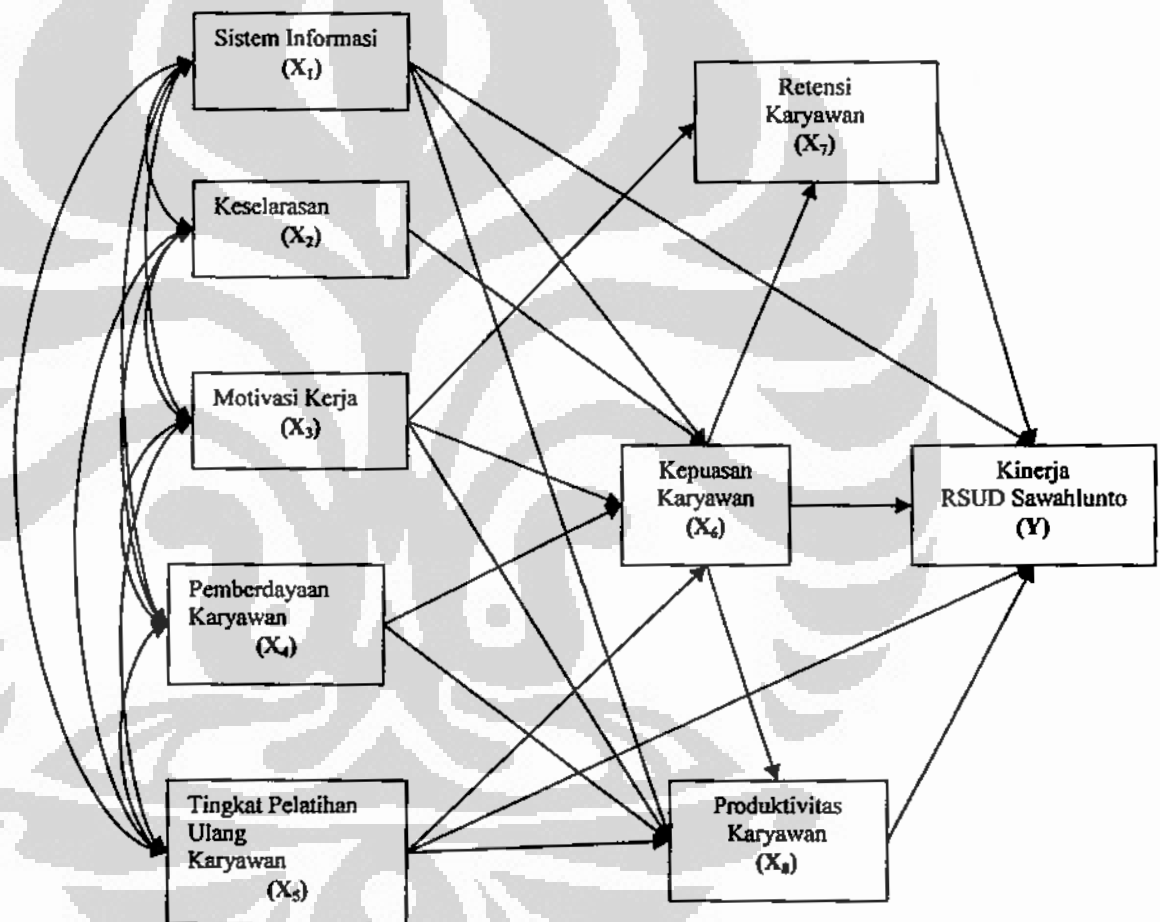 Sistem Informasi
(X₁)
Keselarasan
(X₂)
Motivasi Kerja
(X₃)
Pemberdayaan
Karyawan
(X₄)
Tingkat Pelatihan
Ulang
Karyawan
(X₅)
Retensi
Karyawan
(X₇)
Kepuasan
Karyawan
(X₆)
Kinerja
RSUD Sawahlunto
(Y)
Produktivitas
Karyawan
(X₈)